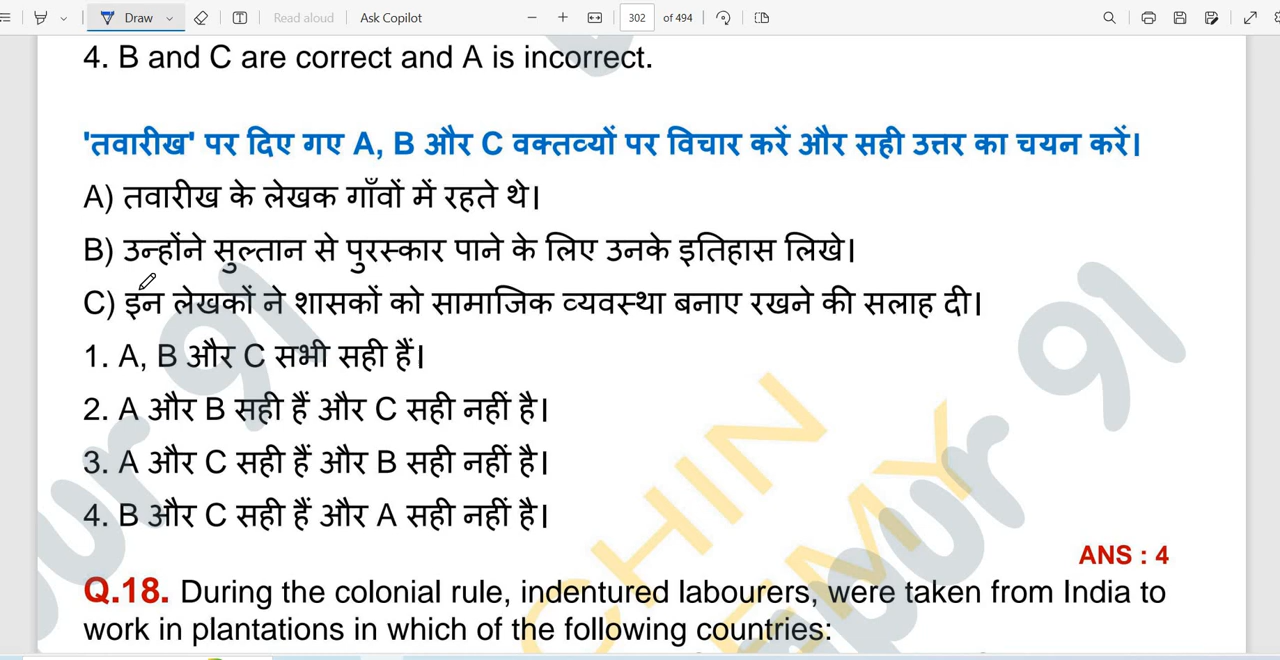 Draw
Read aloud
Ask Copilot
302 of 494
4. B and C are correct and A is incorrect.
'तवारीख' पर दिए गए A, B और C वक्तव्यों पर विचार करें और सही उत्तर का चयन करें।
A) तवारीख के लेखक गाँवों में रहते थे।
B) उन्होंने सुल्तान से पुरस्कार पाने के लिए उनके इतिहास लिखे।
C) इन लेखकों ने शासकों को सामाजिक व्यवस्था बनाए रखने की सलाह दी।
1. A, B और C सभी सही हैं।
2. A और B सही हैं और C सही नहीं है।
3. A और C सही हैं और B सही नहीं है।
4. B और C सही हैं और A सही नहीं है।
ANS : 4
Q.18. During the colonial rule, indentured labourers, were taken from India to
work in plantations in which of the following countries: